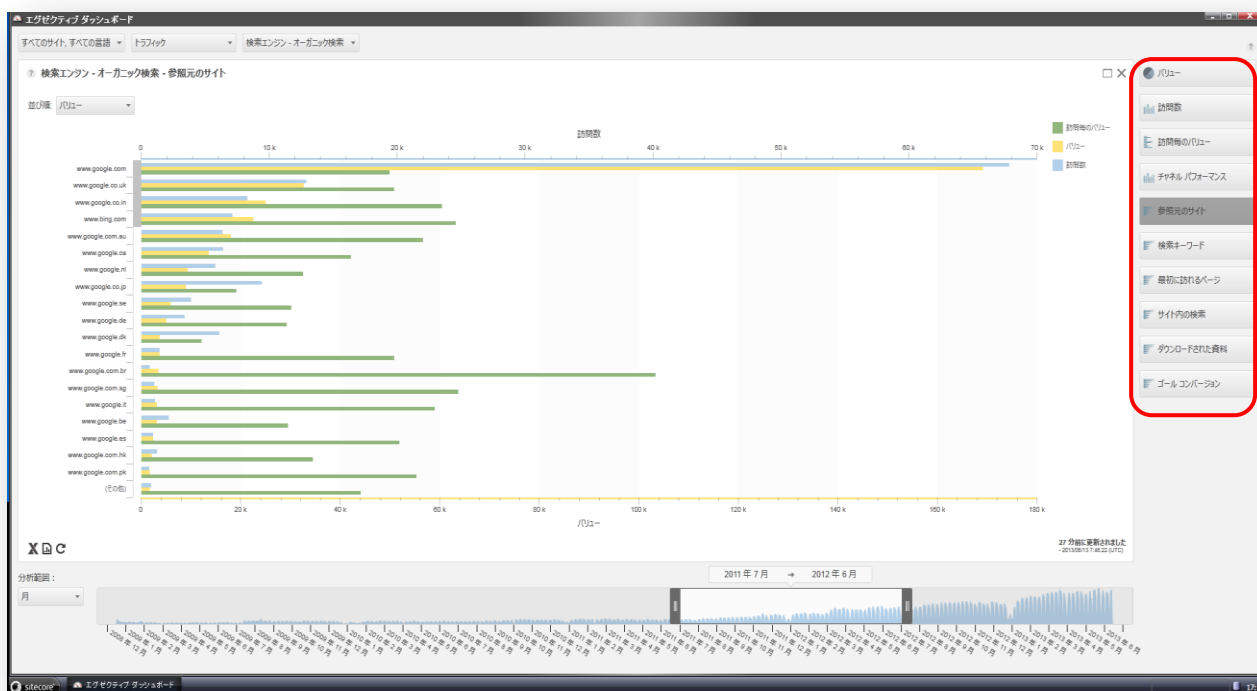 エグゼクティブ ダッシュボード
すべてのサイト, すべての言語
トラフィック
検索エンジン - オーガニック検索
検索エンジン - オーガニック検索 - 参照元のサイト
並び順: バリュー
訪問数
0 10 k 20 k 30 k 40 k 50 k 60 k 70 k
訪問毎のバリュー
バリュー
訪問数
www.google.com
www.google.co.uk
www.google.co.in
www.bing.com
www.google.com.au
www.google.ca
www.google.nl
www.google.co.jp
www.google.se
www.google.de
www.google.dk
www.google.fr
www.google.com.br
www.google.com.sg
www.google.it
www.google.be
www.google.es
www.google.com.hk
www.google.com.pk
(その他)
0 20 k 40 k 60 k 80 k 100 k 120 k 140 k 160 k 180 k
バリュー
27 分前に更新されました
- 2013/08/13 7:46:22 (UTC)
バリュー
訪問数
訪問毎のバリュー
チャネル パフォーマンス
参照元のサイト
検索キーワード
最初に訪れるページ
サイト内の検索
ダウンロードされた資料
ゴール コンバージョン
分析範囲 :
月
2011 年 7 月 → 2012 年 6 月
sitecore
エグゼクティブ ダッシュボード